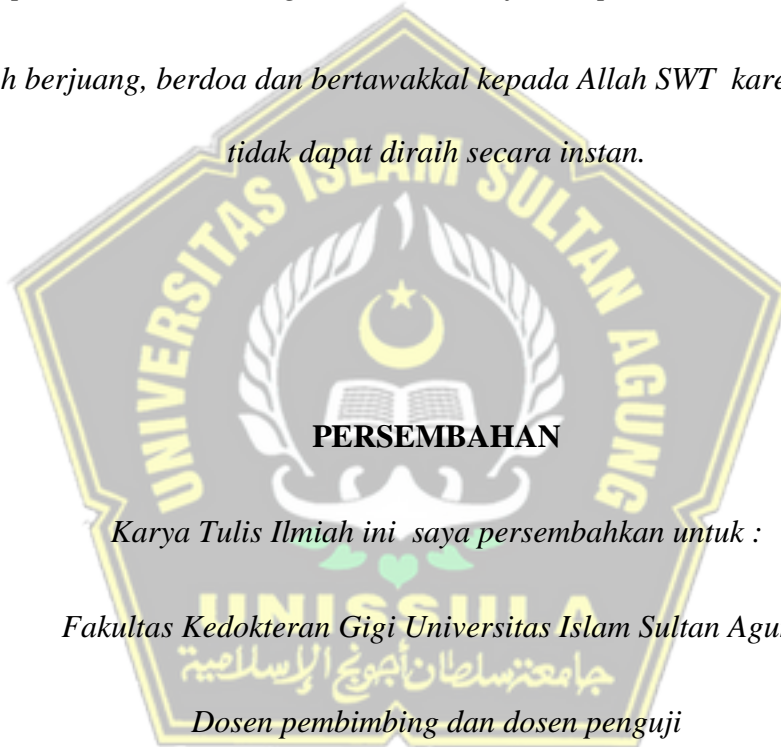 berjuang, berdoa dan bertawakkal kepada Allah SWT
tidak dapat diraih secara instan.
UNIVERSITAS ISLAM SULTAN AGUNG
PERSEMBAHAN
Karya Tulis Ilmiah ini saya persembahkan untuk :
Fakultas Kedokteran Gigi Universitas Islam Sultan
UNISSULA
جامعة سلطان أجونج الإسلامية
Dosen pembimbing dan dosen penguji